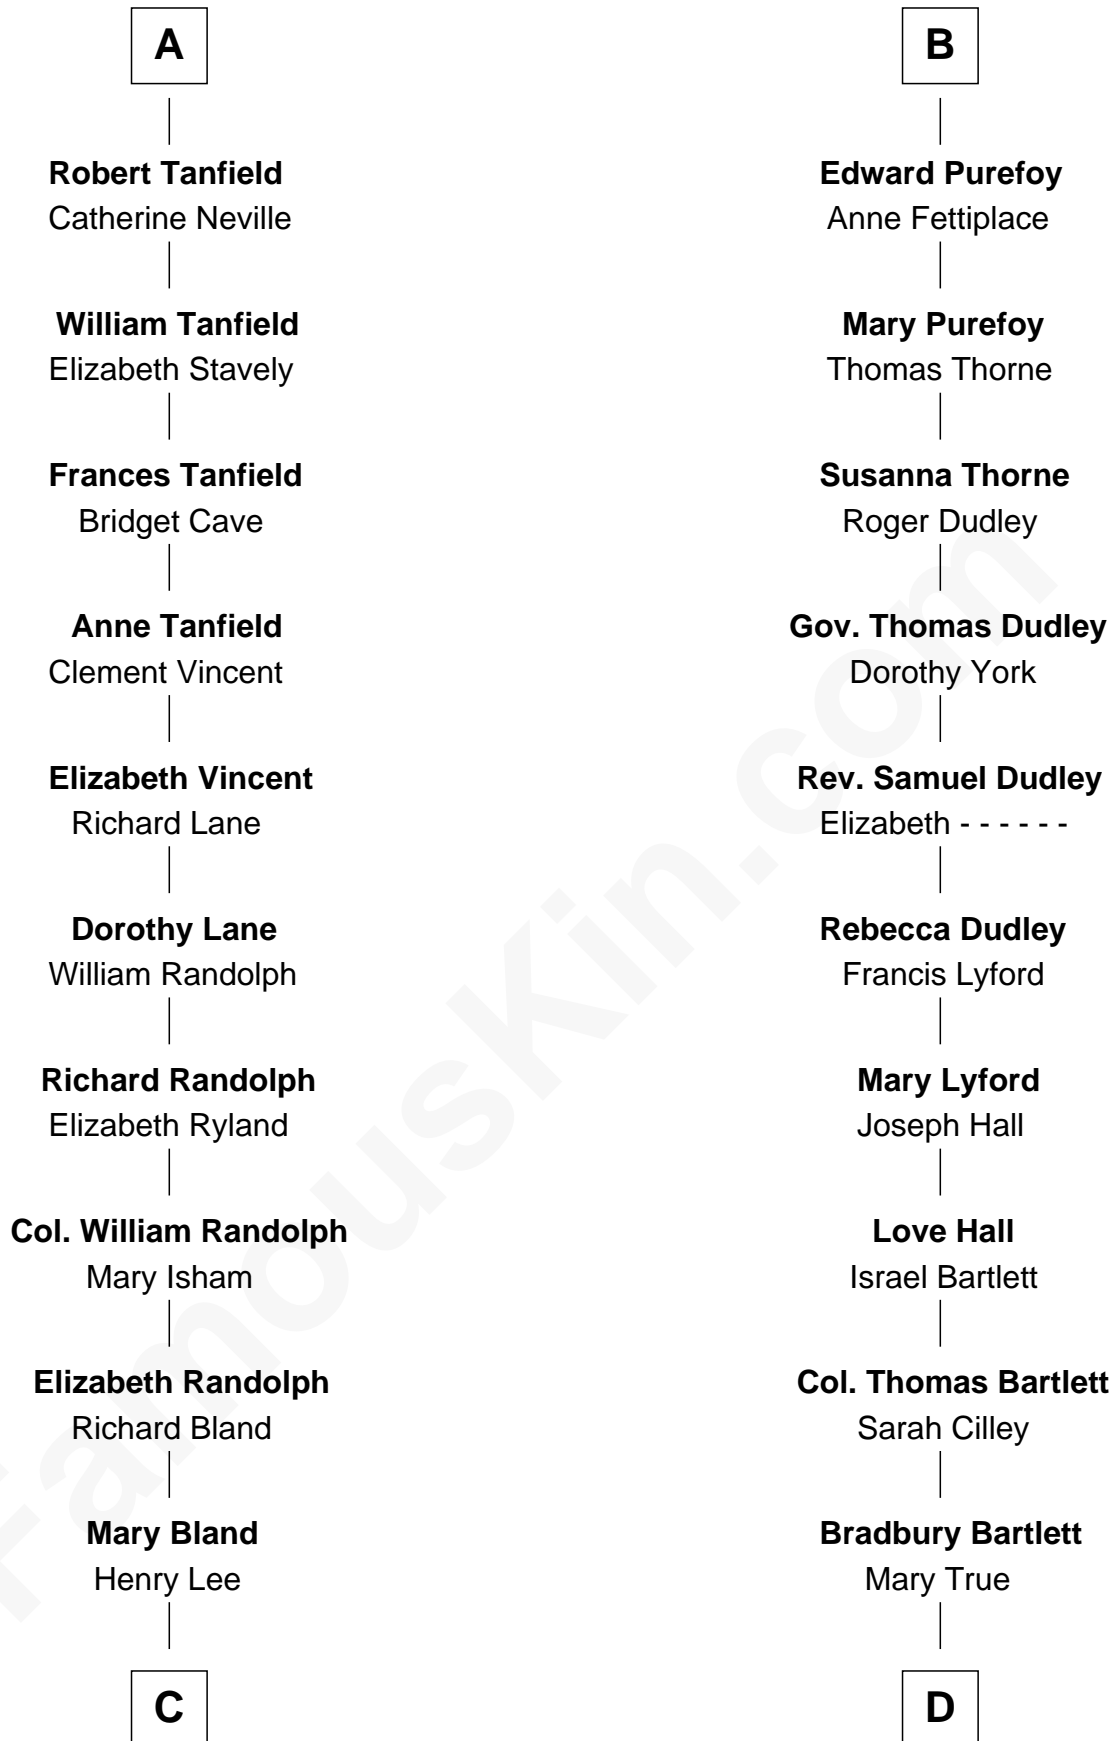 A
Robert Tanfield
Catherine Neville
William Tanfield
Elizabeth Stavely
Frances Tanfield
Bridget Cave
Anne Tanfield
Clement Vincent
Elizabeth Vincent
Richard Lane
Dorothy Lane
William Randolph
Richard Randolph
Elizabeth Ryland
Col. William Randolph
Mary Isham
Elizabeth Randolph
Richard Bland
Mary Bland
Henry Lee
C
B
Edward Purefoy
Anne Fettiplace
Mary Purefoy
Thomas Thorne
Susanna Thorne
Roger Dudley
Gov. Thomas Dudley
Dorothy York
Rev. Samuel Dudley
Elizabeth - - - - - -
Rebecca Dudley
Francis Lyford
Mary Lyford
Joseph Hall
Love Hall
Israel Bartlett
Col. Thomas Bartlett
Sarah Cilley
Bradbury Bartlett
Mary True
D
FamousKin.com